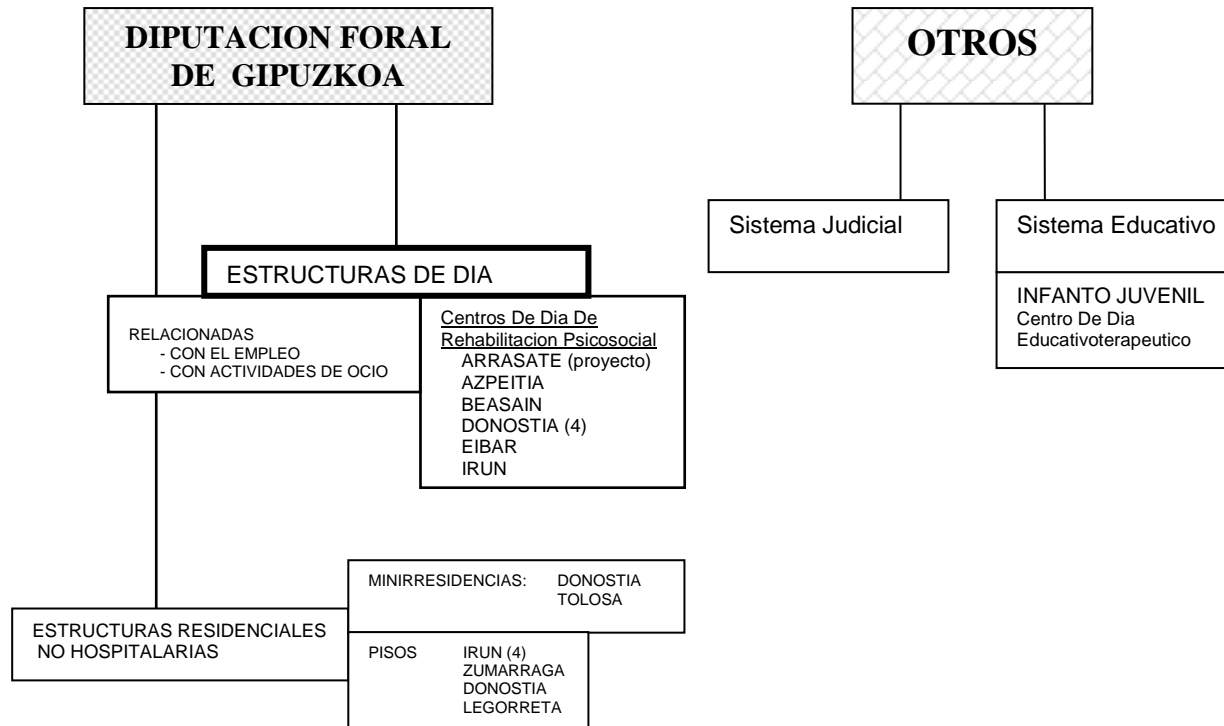 DIPUTACION FORAL
DE GIPUZKOA
OTROS
Sistema Judicial
Sistema Educativo
INFANTO JUVENIL
Centro De Dia
Educativoterapeutico
ESTRUCTURAS DE DIA
RELACIONADAS
- CON EL EMPLEO
- CON ACTIVIDADES DE OCIO
Centros De Dia De
Rehabilitacion Psicosocial
ARRASATE (proyecto)
AZPEITIA
BEASAIN
DONOSTIA (4)
EIBAR
IRUN
ESTRUCTURAS RESIDENCIALES
NO HOSPITALARIAS
MINIRRESIDENCIAS: DONOSTIA
TOLOSA
PISOS IRUN (4)
ZUMARRAGA
DONOSTIA
LEGORRETA